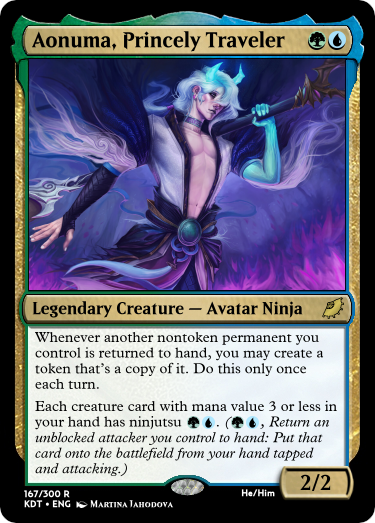 Aonuma, Princely Traveler
Legendary Creature — Avatar Ninja
Whenever another nontoken permanent you
control is returned to hand, you may create a
token that's a copy of it. Do this only once
each turn.
Each creature card with mana value 3 or less in
your hand has ninjutsu
. (
, Return an
unblocked attacker you control to hand: Put that
card onto the battlefield from your hand tapped
and attacking.)
2/2
167/300 R
He/Him
KDT • ENG Martina Jahodova